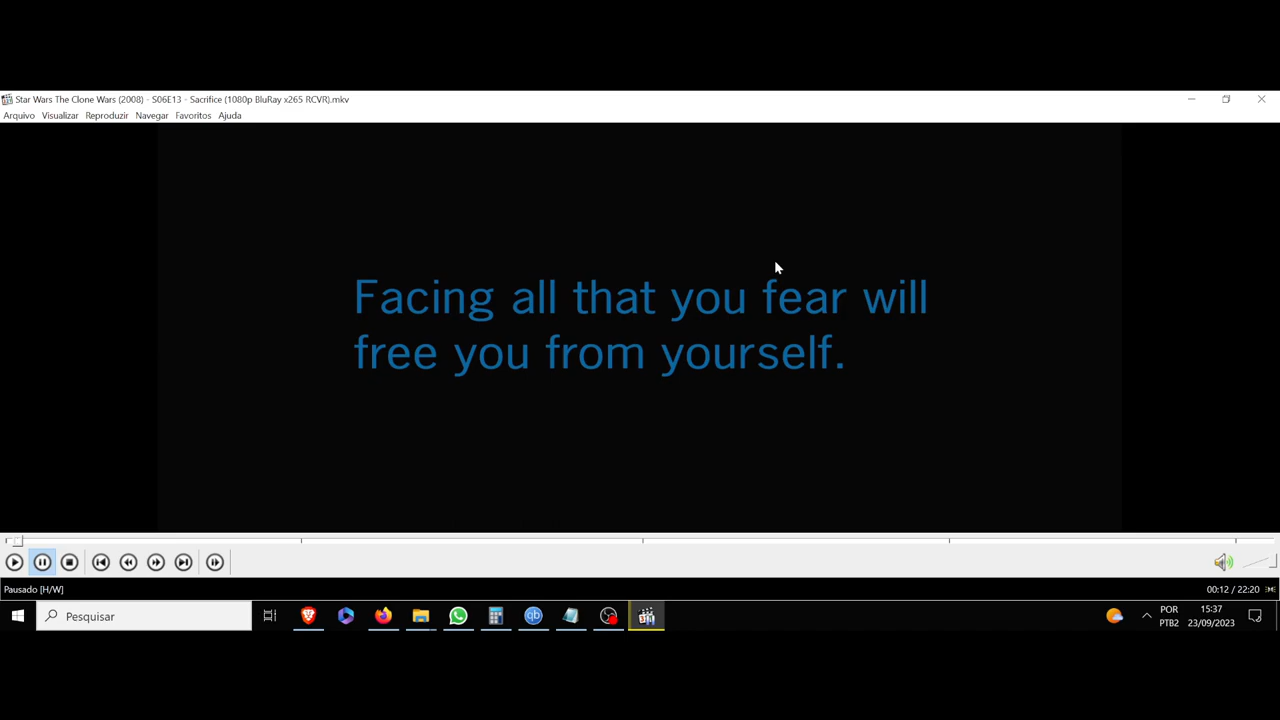 Star Wars The Clone Wars (2008) - S06E13 - Sacrifice (1080p BluRay x265 RCVR).mkv
Arquivo Visualizar Reproduzir Navegar Favoritos Ajuda
Facing all that you fear will
free you from yourself.
Pausado [H/W]
00:12 / 22:20
Pesquisar
qb
POR
PTB2
15:37
23/09/2023